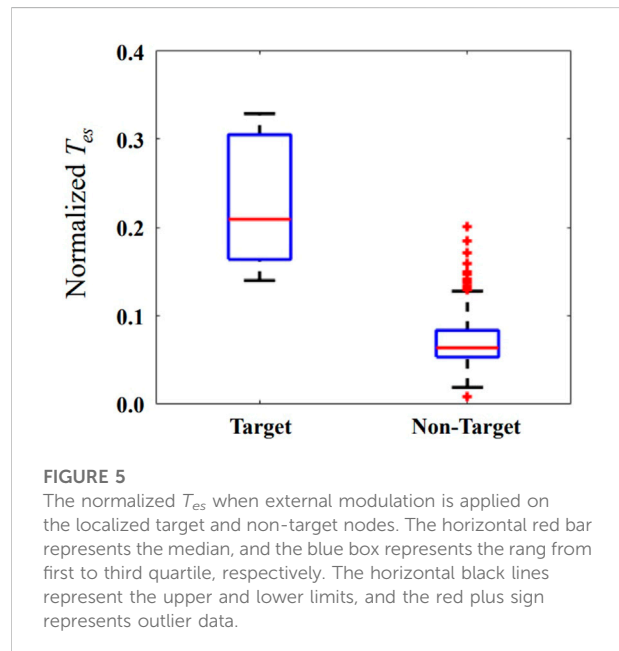 0.4
0.3
0.2
0.1
0.0
Normalized Tes
Target Non-Target
FIGURE 5
The normalized Tes when external modulation is applied on
the localized target and non-target nodes. The horizontal red bar
represents the median, and the blue box represents the rang from
first to third quartile, respectively. The horizontal black lines
represent the upper and lower limits, and the red plus sign
represents outlier data.